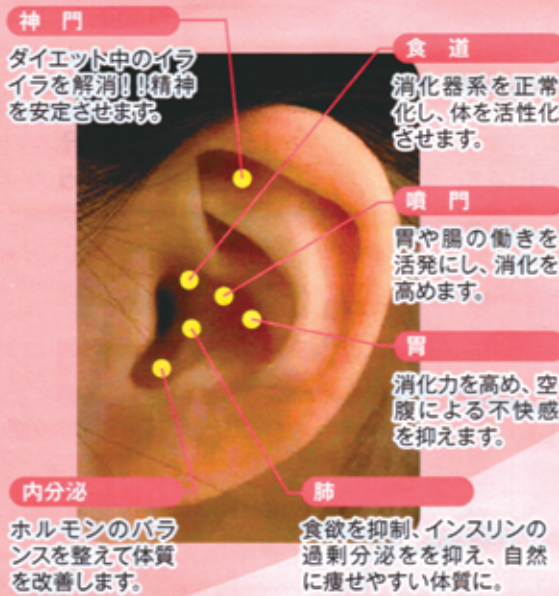 神門
ダイエット中のイラ
イラを解消!!精神
を安定させます。
食道
消化器系を正常
化し、体を活性化
させます。
噴門
胃や腸の働きを
活発にし、消化を
高めます。
胃
消化力を高め、空
腹による不快感
を抑えます。
内分泌
ホルモンのバラ
ンスを整えて体質
を改善します。
肺
食欲を抑制、インスリンの
過剰分泌をを抑え、自然
に痩せやすい体質に。